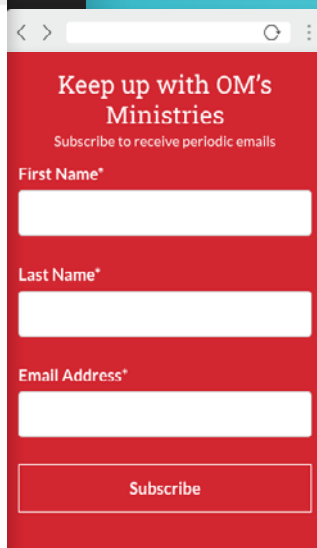 Keep up with OM's
Ministries
Subscribe to receive periodic emails
First Name*
Last Name*
Email Address*
Subscribe